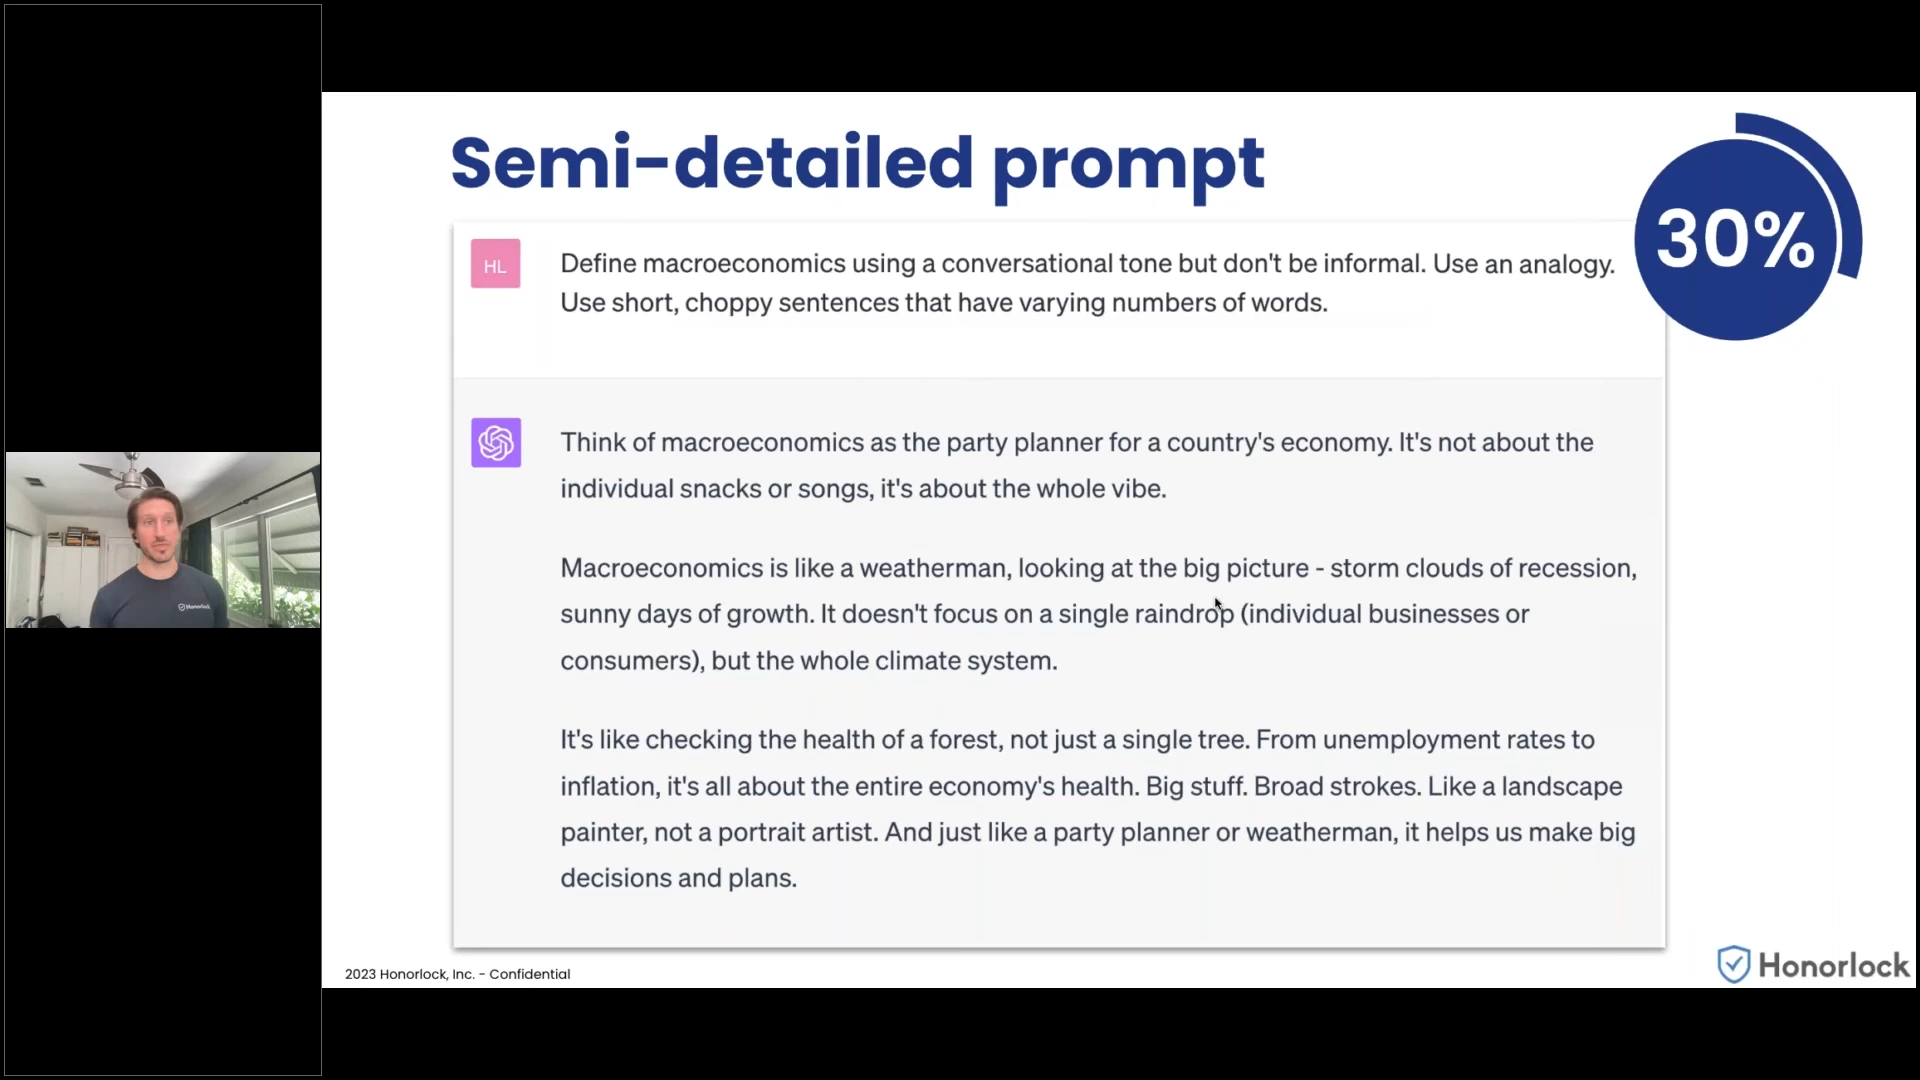 Semi-detailed prompt
30%
HL
Define macroeconomics using a conversational tone but don't be informal. Use an analogy.
Use short, choppy sentences that have varying numbers of words.
Think of macroeconomics as the party planner for a country's economy. It's not about the
individual snacks or songs, it's about the whole vibe.
Macroeconomics is like a weatherman, looking at the big picture - storm clouds of recession,
sunny days of growth. It doesn't focus on a single raindrop (individual businesses or
consumers), but the whole climate system.
It's like checking the health of a forest, not just a single tree. From unemployment rates to
inflation, it's all about the entire economy's health. Big stuff. Broad strokes. Like a landscape
painter, not a portrait artist. And just like a party planner or weatherman, it helps us make big
decisions and plans.
Honorlock
2023 Honorlock, Inc. - Confidential
Honorlock